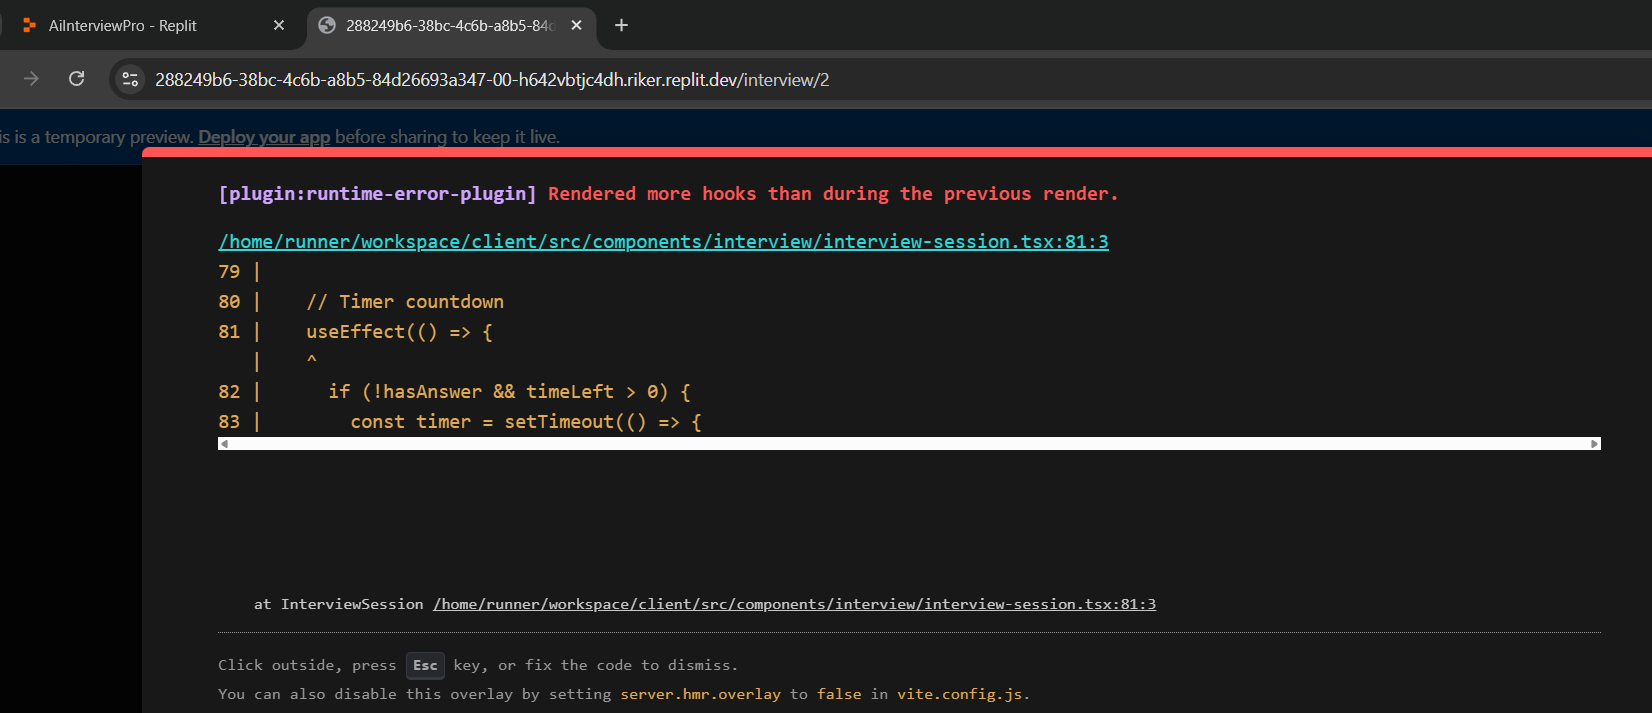 AiInterviewPro - Replit
288249b6-38bc-4c6b-a8b5-84d
288249b6-38bc-4c6b-a8b5-84d26693a347-00-h642vbtjc4dh.riker.replit.dev/interview/2
is is a temporary preview. Deploy your app before sharing to keep it live.
[plugin:runtime-error-plugin] Rendered more hooks than during the previous render.
/home/runner/workspace/client/src/components/interview/interview-session.tsx:81:3
79 |
80 |    // Timer countdown
81 |    useEffect(() => {
   |    ^
82 |      if (!hasAnswer && timeLeft > 0) {
83 |        const timer = setTimeout(() => {
at InterviewSession /home/runner/workspace/client/src/components/interview/interview-session.tsx:81:3
Click outside, press Esc key, or fix the code to dismiss.
You can also disable this overlay by setting server.hmr.overlay to false in vite.config.js.